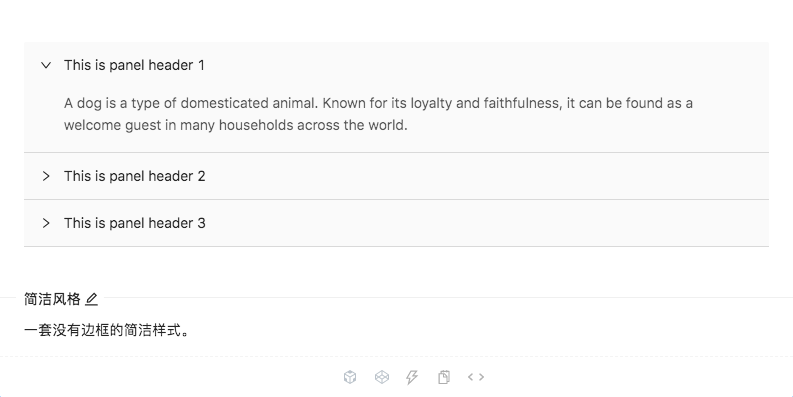 This is panel header 1
A dog is a type of domesticated animal. Known for its loyalty and faithfulness, it can be found as a
welcome guest in many households across the world.
This is panel header 2
This is panel header 3
简洁风格
一套没有边框的简洁样式。